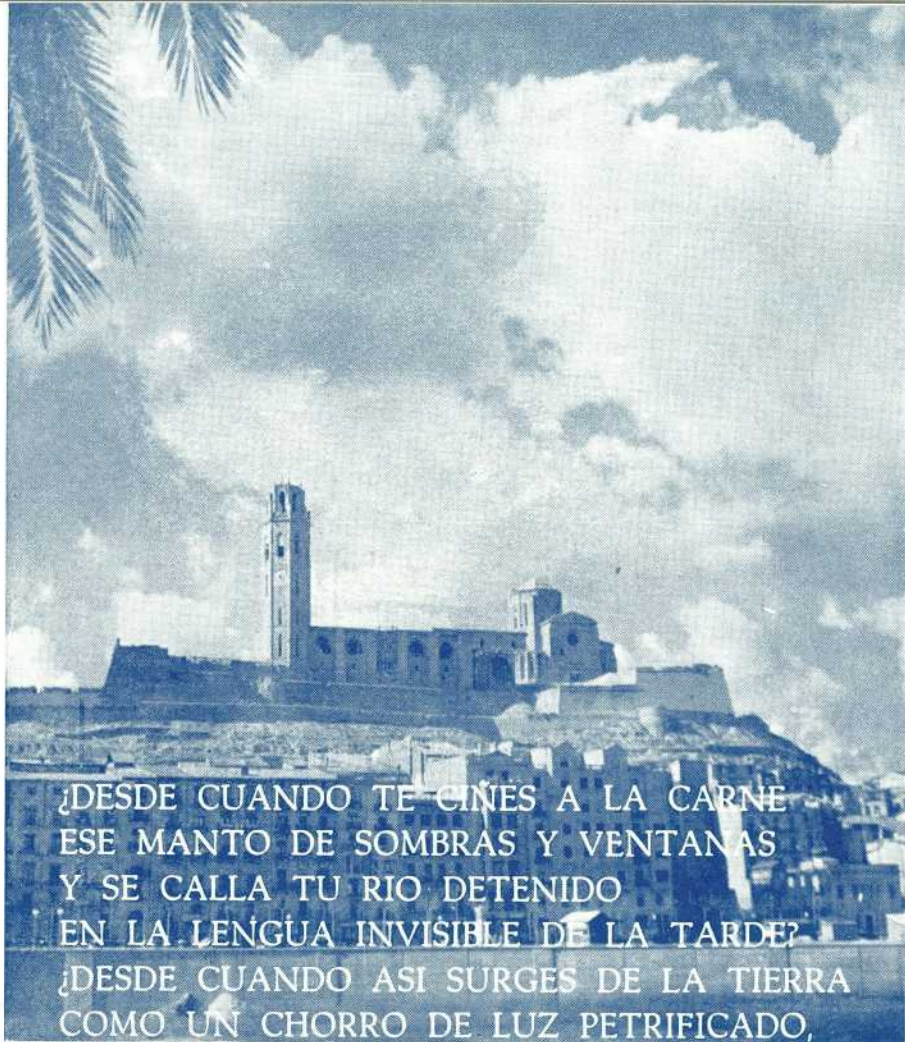 ¿DESDE CUANDO TE CIÑES A LA CARNE
ESE MANTO DE SOMBRAS Y VENTANAS
Y SE CALLA TU RIO DETENIDO
EN LA LENGUA INVISIBLE DE LA TARDE?
¿DESDE CUANDO ASI SURGES DE LA TIERRA
COMO UN CHORRO DE LUZ PETRIFICADO,